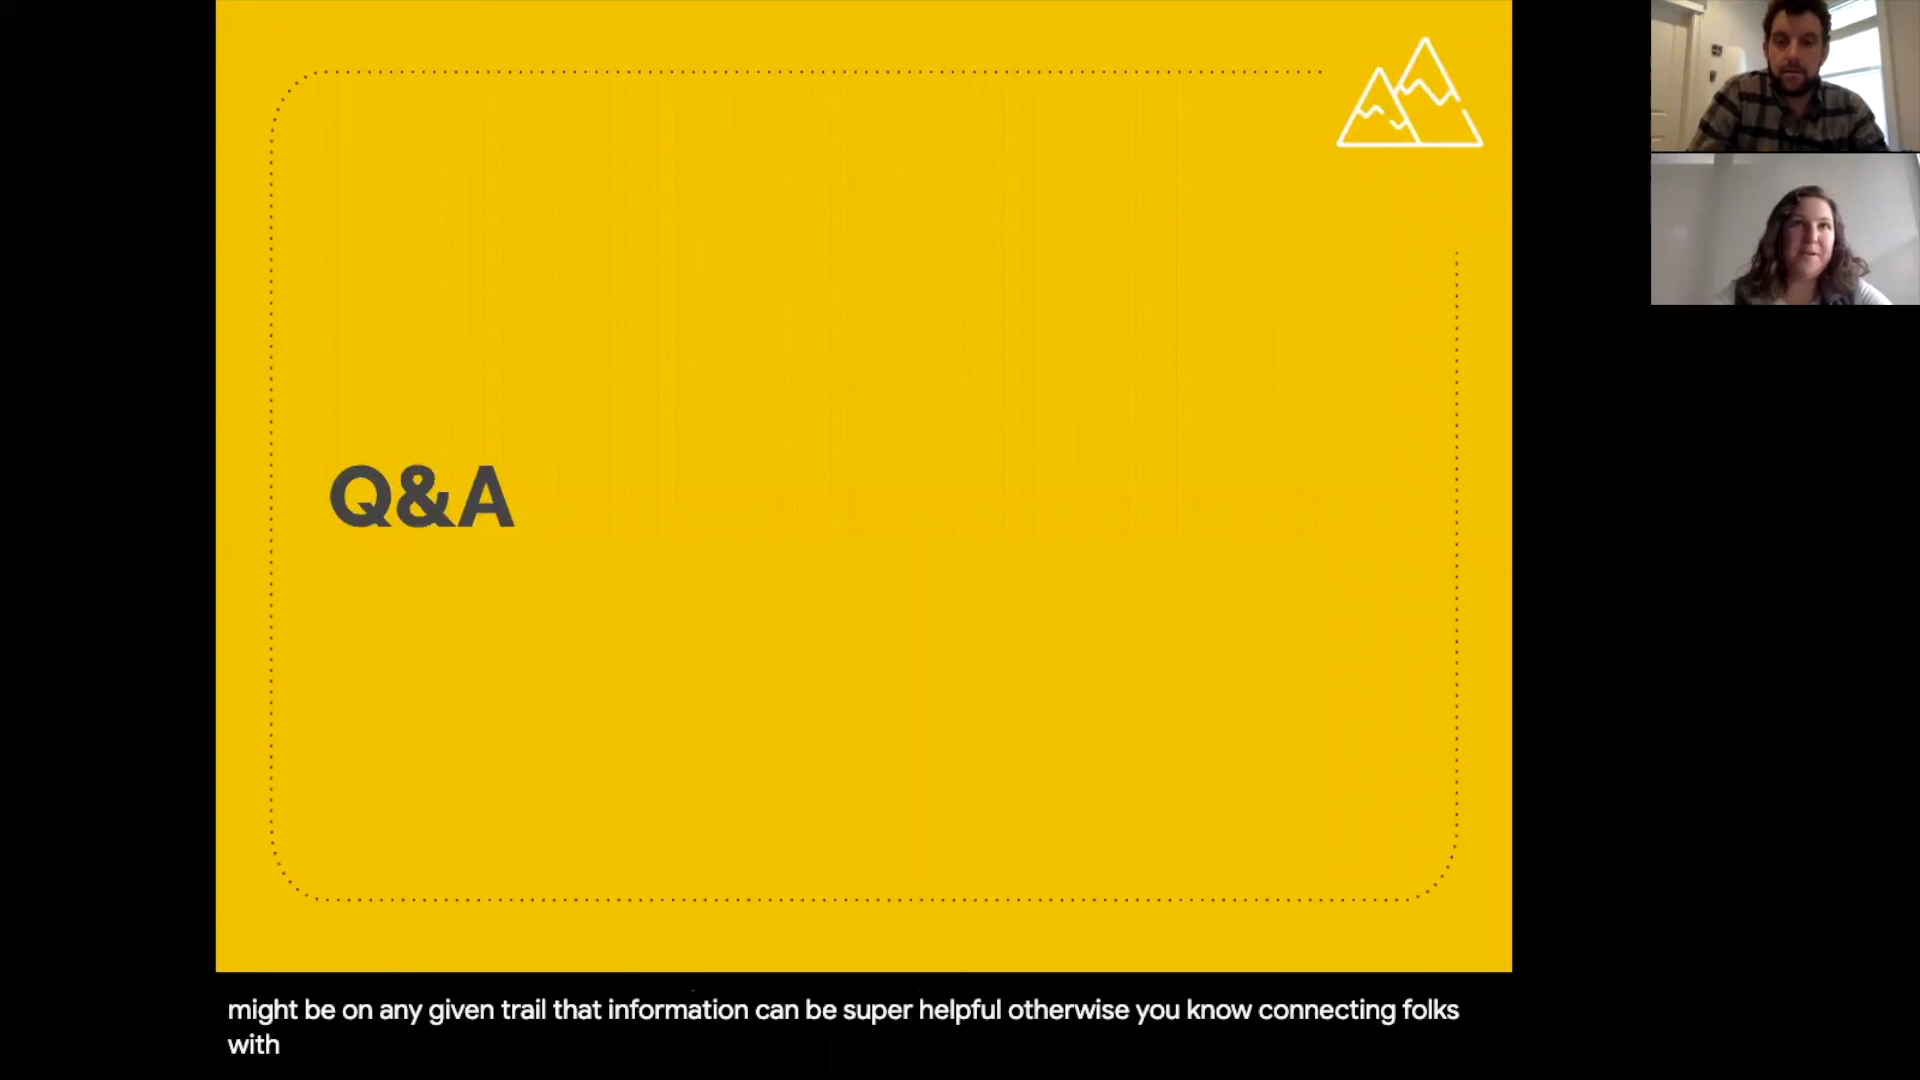 Q&A
might be on any given trail that information can be super helpful otherwise you know connecting folks
with